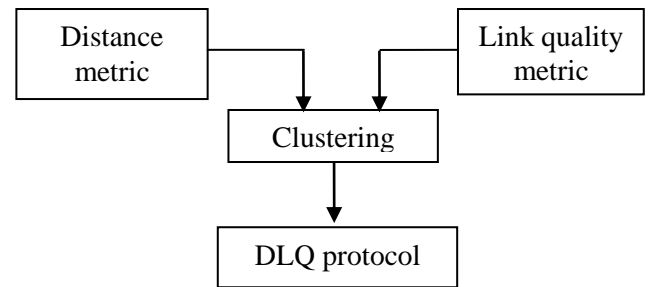 Distance
metric
Link quality
metric
Clustering
DLQ protocol